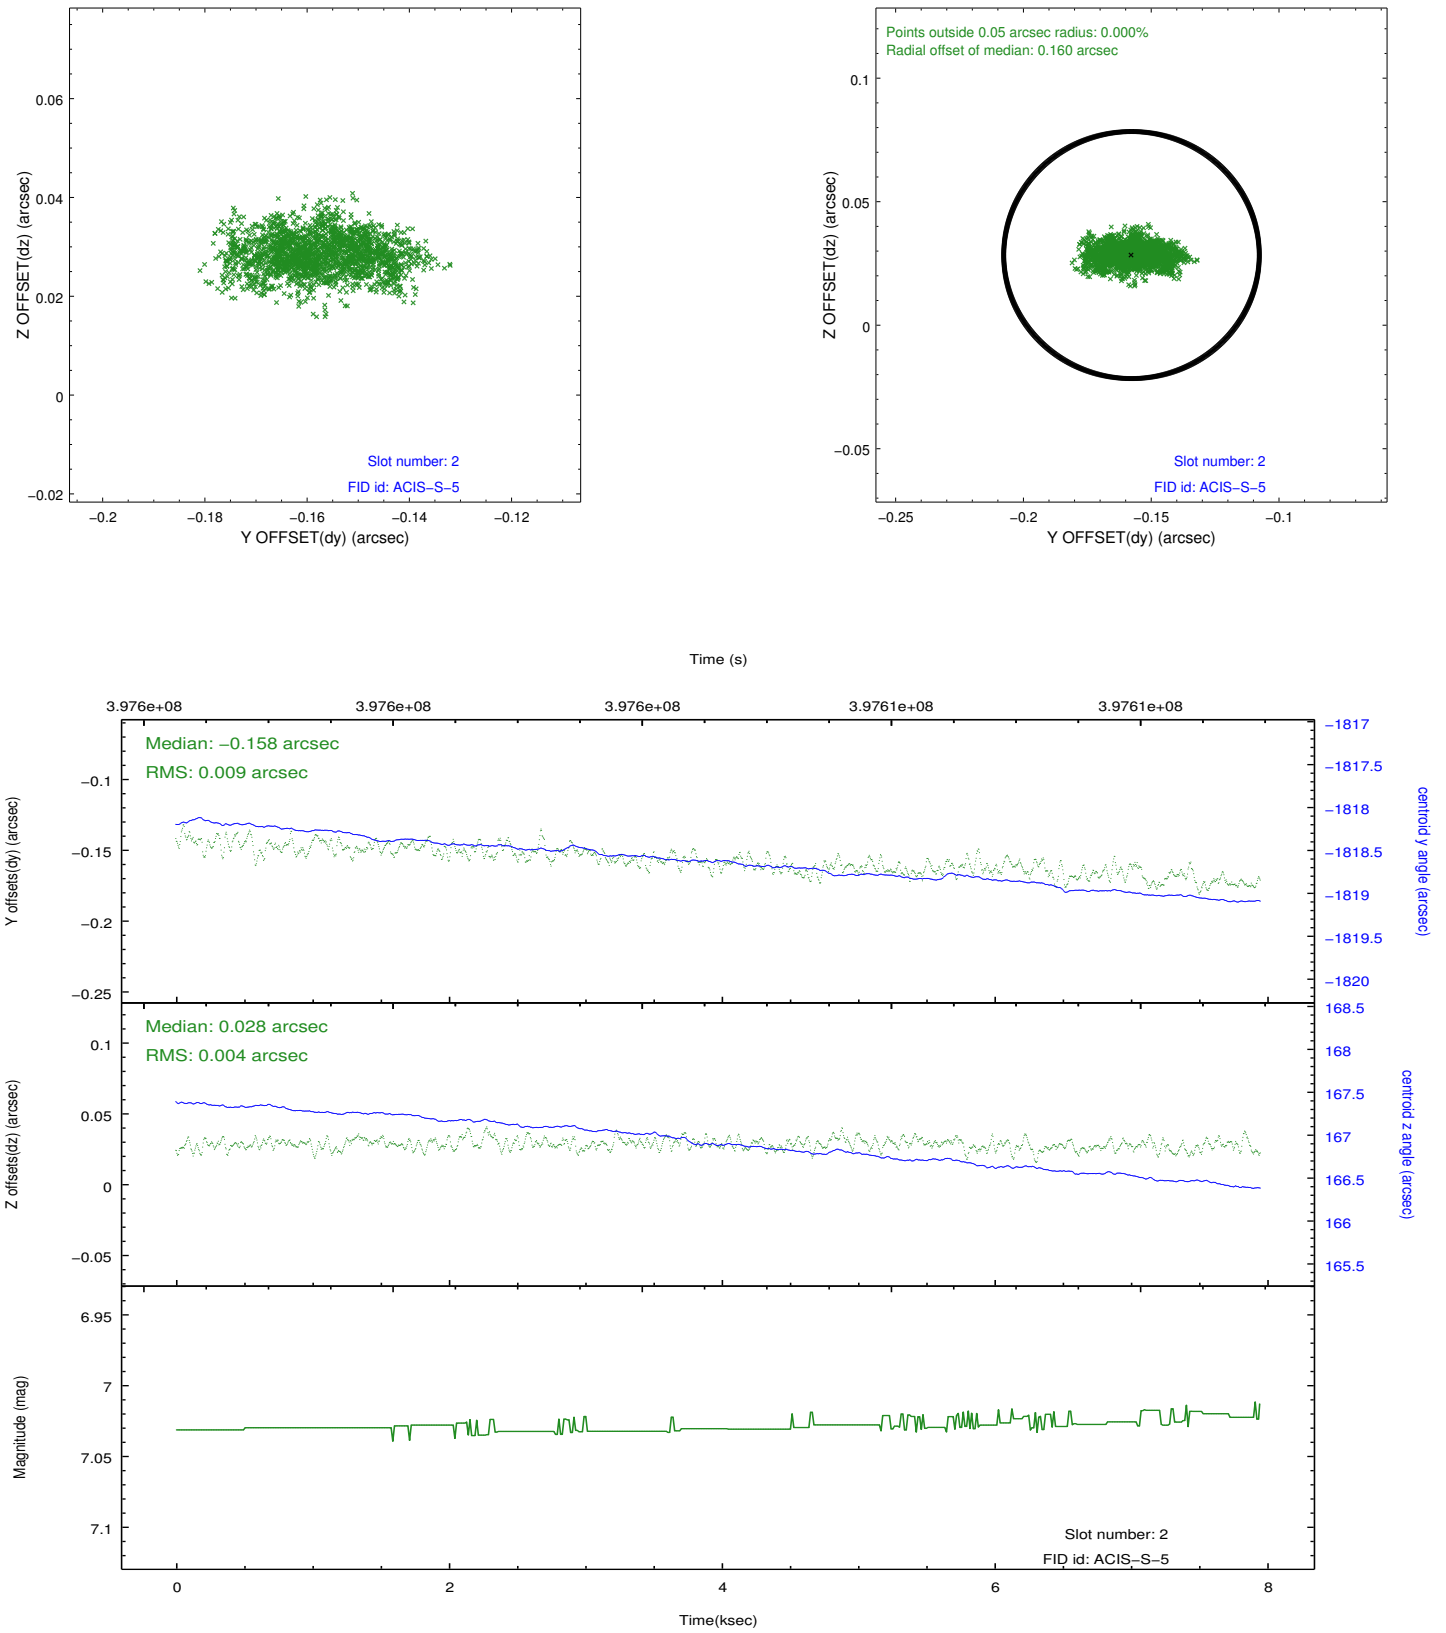 0.06
0.04
0.02
0
−0.02
Z OFFSET(dz) (arcsec)
Slot number: 2
FID id: ACIS−S−5
−0.2 −0.18 −0.16 −0.14 −0.12
Y OFFSET(dy) (arcsec)
Points outside 0.05 arcsec radius: 0.000%
Radial offset of median: 0.160 arcsec
0.1
0.05
0
−0.05
Z OFFSET(dz) (arcsec)
Slot number: 2
FID id: ACIS−S−5
−0.25 −0.2 −0.15 −0.1
Y OFFSET(dy) (arcsec)
Time (s)
3.976e+08 3.976e+08 3.976e+08 3.9761e+08 3.9761e+08
Median: −0.158 arcsec
RMS: 0.009 arcsec
−0.1
−0.15
−0.2
−0.25
Y offsets(dy) (arcsec)
−1817
−1817.5
−1818
−1818.5
−1819
−1819.5
−1820
centroid y angle (arcsec)
Median: 0.028 arcsec
RMS: 0.004 arcsec
0.1
0.05
0
−0.05
Z offsets(dz) (arcsec)
168.5
168
167.5
167
166.5
166
165.5
centroid z angle (arcsec)
6.95
7
7.05
7.1
Magnitude (mag)
Slot number: 2
FID id: ACIS−S−5
0 2 4 6 8
Time(ksec)